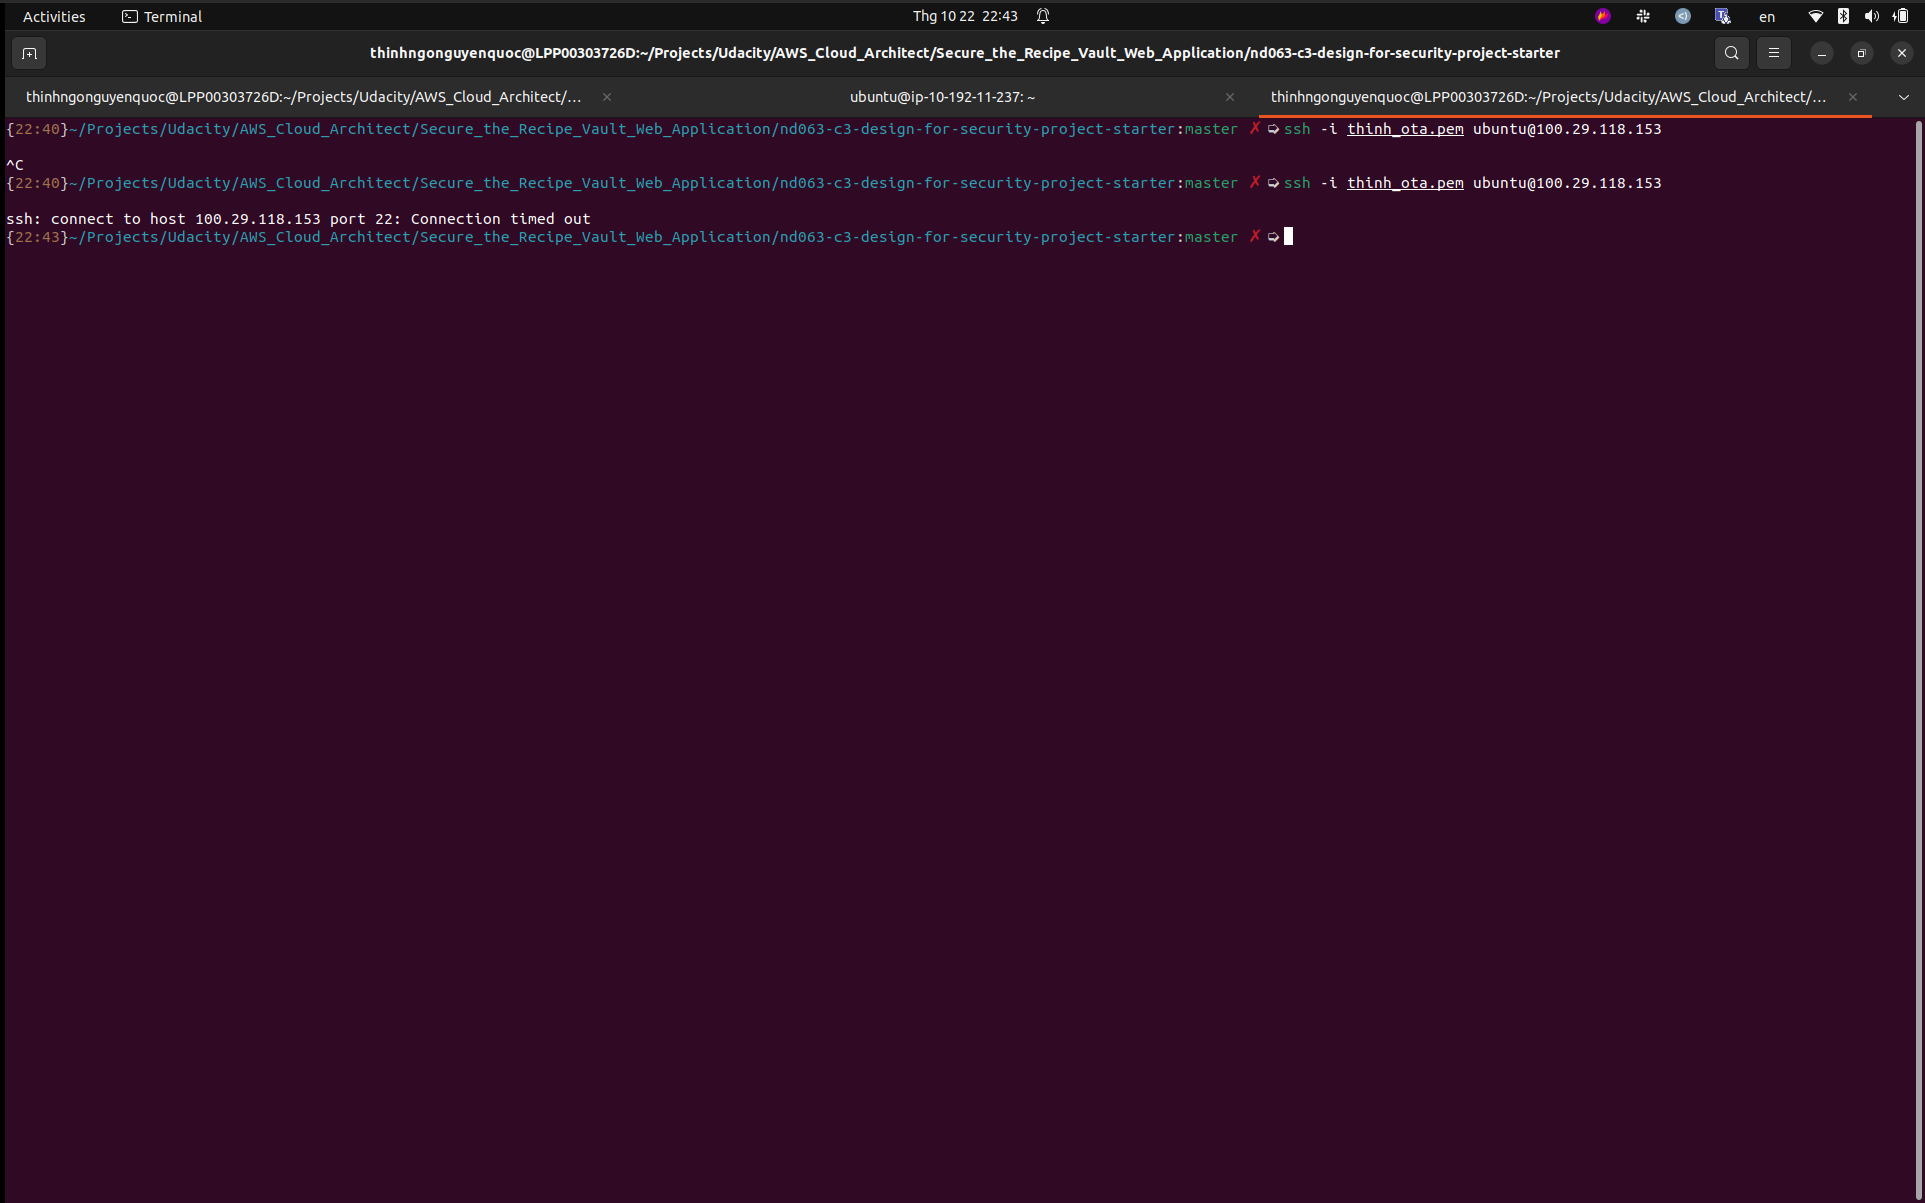 Activities Terminal Thg 10 22 22:43 en
thinhngonguyenquoc@LPP00303726D:~/Projects/Udacity/AWS_Cloud_Architect/Secure_the_Recipe_Vault_Web_Application/nd063-c3-design-for-security-project-starter
thinhngonguyenquoc@LPP00303726D:~/Projects/Udacity/AWS_Cloud_Architect/... × ubuntu@ip-10-192-11-237: ~ × thinhngonguyenquoc@LPP00303726D:~/Projects/Udacity/AWS_Cloud_Architect/... ×
{22:40}~/Projects/Udacity/AWS_Cloud_Architect/Secure_the_Recipe_Vault_Web_Application/nd063-c3-design-for-security-project-starter:master ✗ ➭ ssh -i thinh_ota.pem ubuntu@100.29.118.153
^C
{22:40}~/Projects/Udacity/AWS_Cloud_Architect/Secure_the_Recipe_Vault_Web_Application/nd063-c3-design-for-security-project-starter:master ✗ ➭ ssh -i thinh_ota.pem ubuntu@100.29.118.153
ssh: connect to host 100.29.118.153 port 22: Connection timed out
{22:43}~/Projects/Udacity/AWS_Cloud_Architect/Secure_the_Recipe_Vault_Web_Application/nd063-c3-design-for-security-project-starter:master ✗ ➭